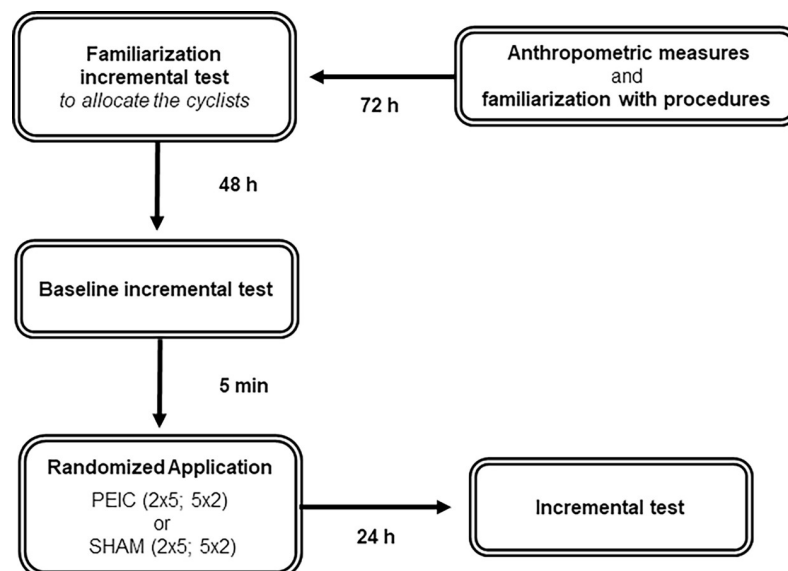 Anthropometric measures
and
familiarization with procedures
72 h
Familiarization
incremental test
to allocate the cyclists
48 h
Baseline incremental test
5 min
Randomized Application
PEIC (2x5; 5x2)
or
SHAM (2x5; 5x2)
24 h
Incremental test